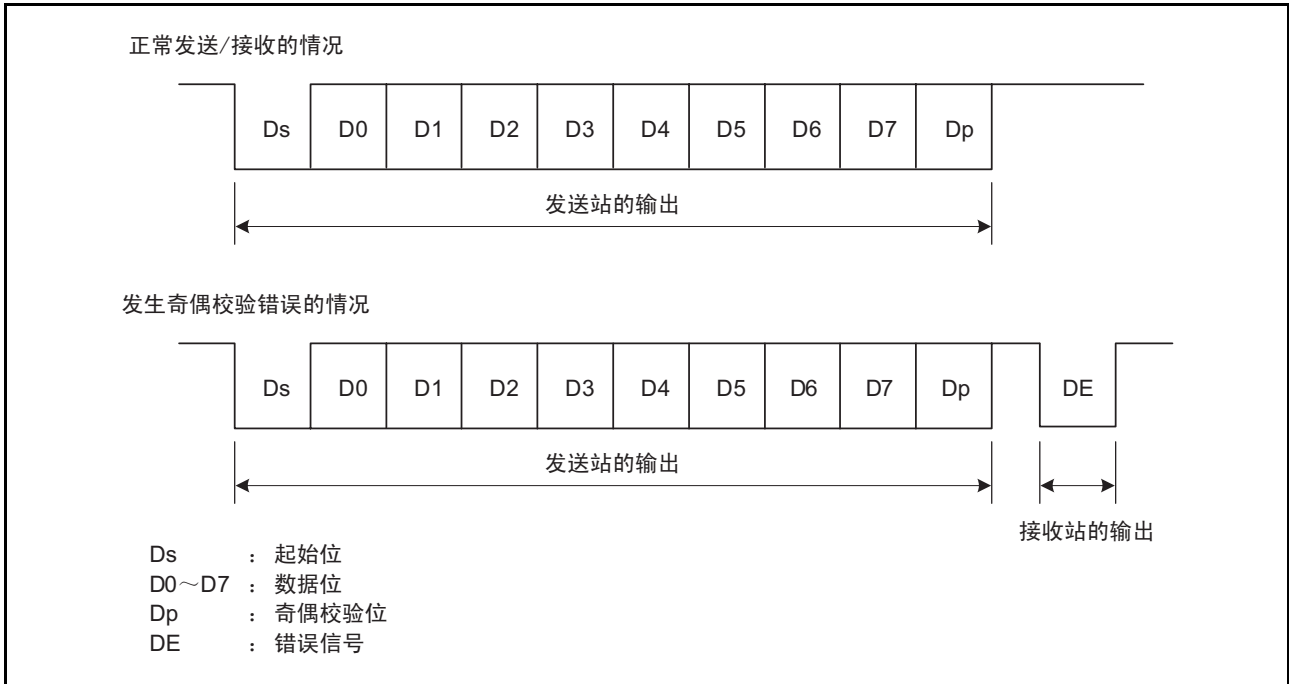 正常发送/接收的情况
Ds D0 D1 D2 D3 D4 D5 D6 D7 Dp
发送站的输出
发生奇偶校验错误的情况
Ds D0 D1 D2 D3 D4 D5 D6 D7 Dp DE
发送站的输出
接收站的输出
Ds : 起始位
D0～D7 : 数据位
Dp : 奇偶校验位
DE : 错误信号